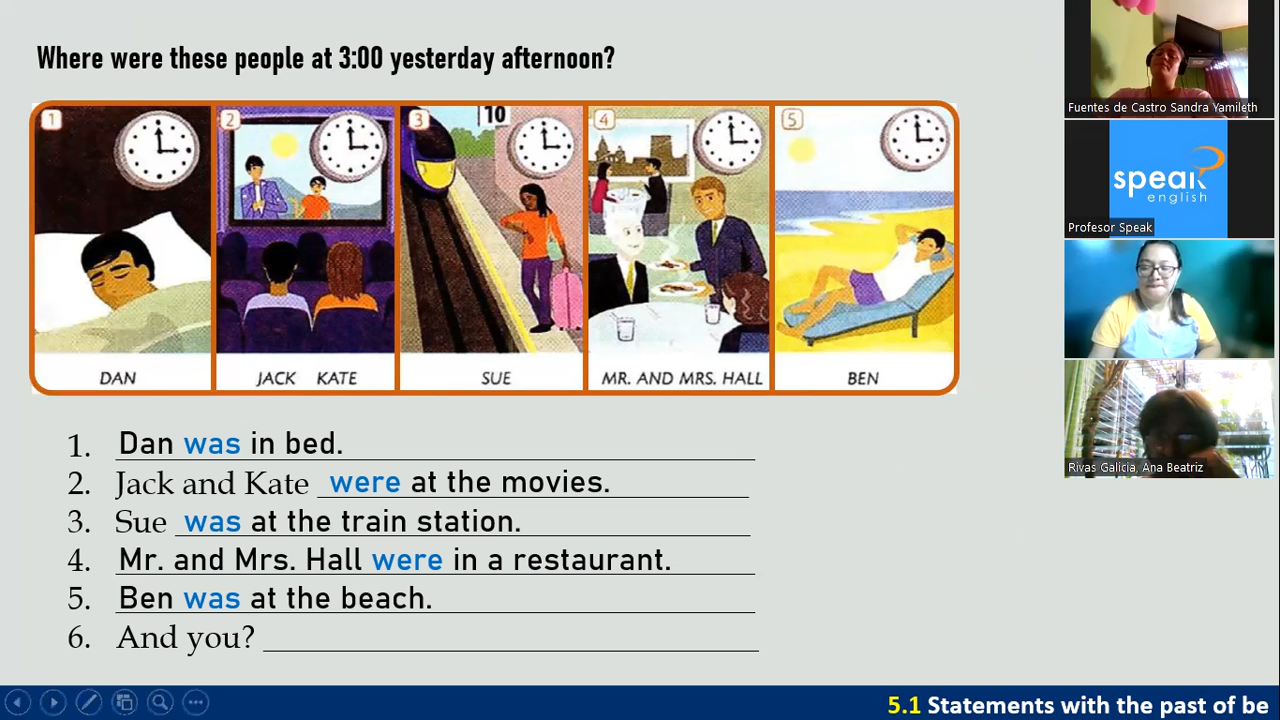 Where were these people at 3:00 yesterday afternoon?
1 2 3 10 4 5
DAN JACK KATE SUE MR. AND MRS. HALL BEN
1. Dan was in bed.
2. Jack and Kate were at the movies.
3. Sue was at the train station.
4. Mr. and Mrs. Hall were in a restaurant.
5. Ben was at the beach.
6. And you?
5.1 Statements with the past of be
Fuentes de Castro Sandra Yamileth
speak
english
Profesor Speak
Rivas Galicia, Ana Beatriz